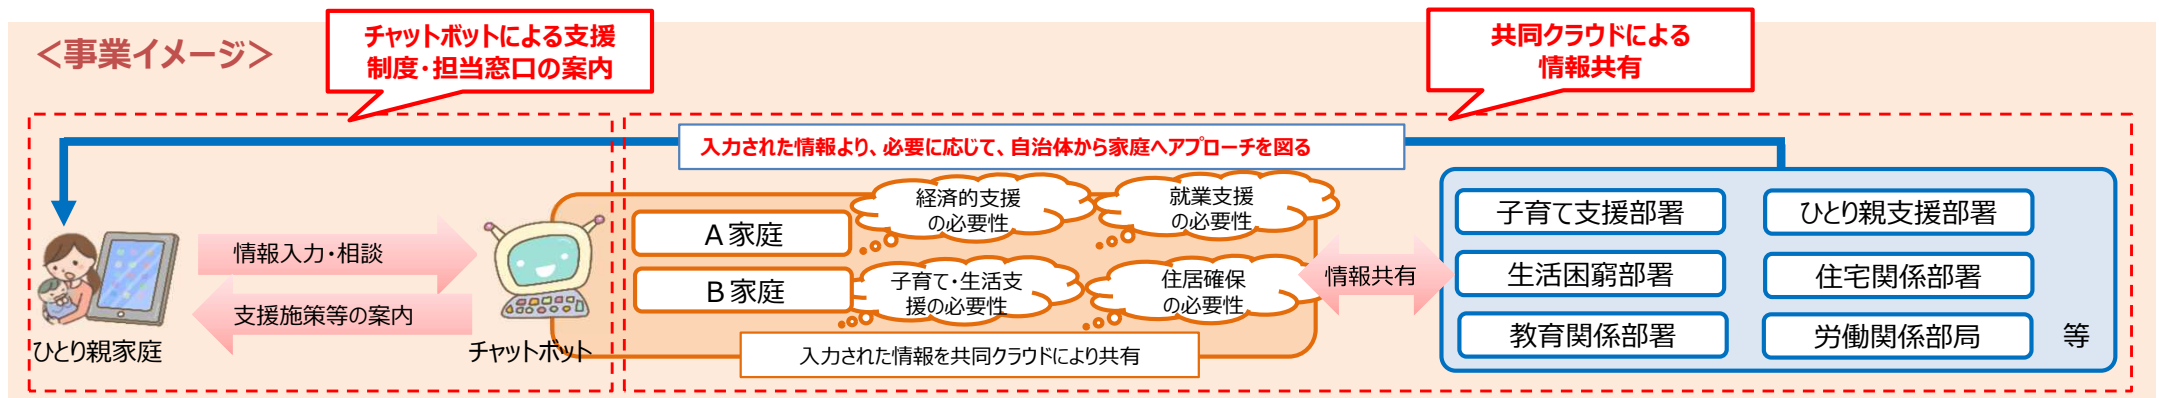 ＜事業イメージ＞
チャットボットによる支援
制度・担当窓口の案内
共同クラウドによる
情報共有
入力された情報より、必要に応じて、自治体から家庭へアプローチを図る
情報入力・相談
支援施策等の案内
ひとり親家庭
チャットボット
Ａ家庭
経済的支援
の必要性
就業支援
の必要性
Ｂ家庭
子育て・生活支
援の必要性
住居確保
の必要性
入力された情報を共同クラウドにより共有
情報共有
子育て支援部署
ひとり親支援部署
生活困窮部署
住宅関係部署
教育関係部署
労働関係部局
等